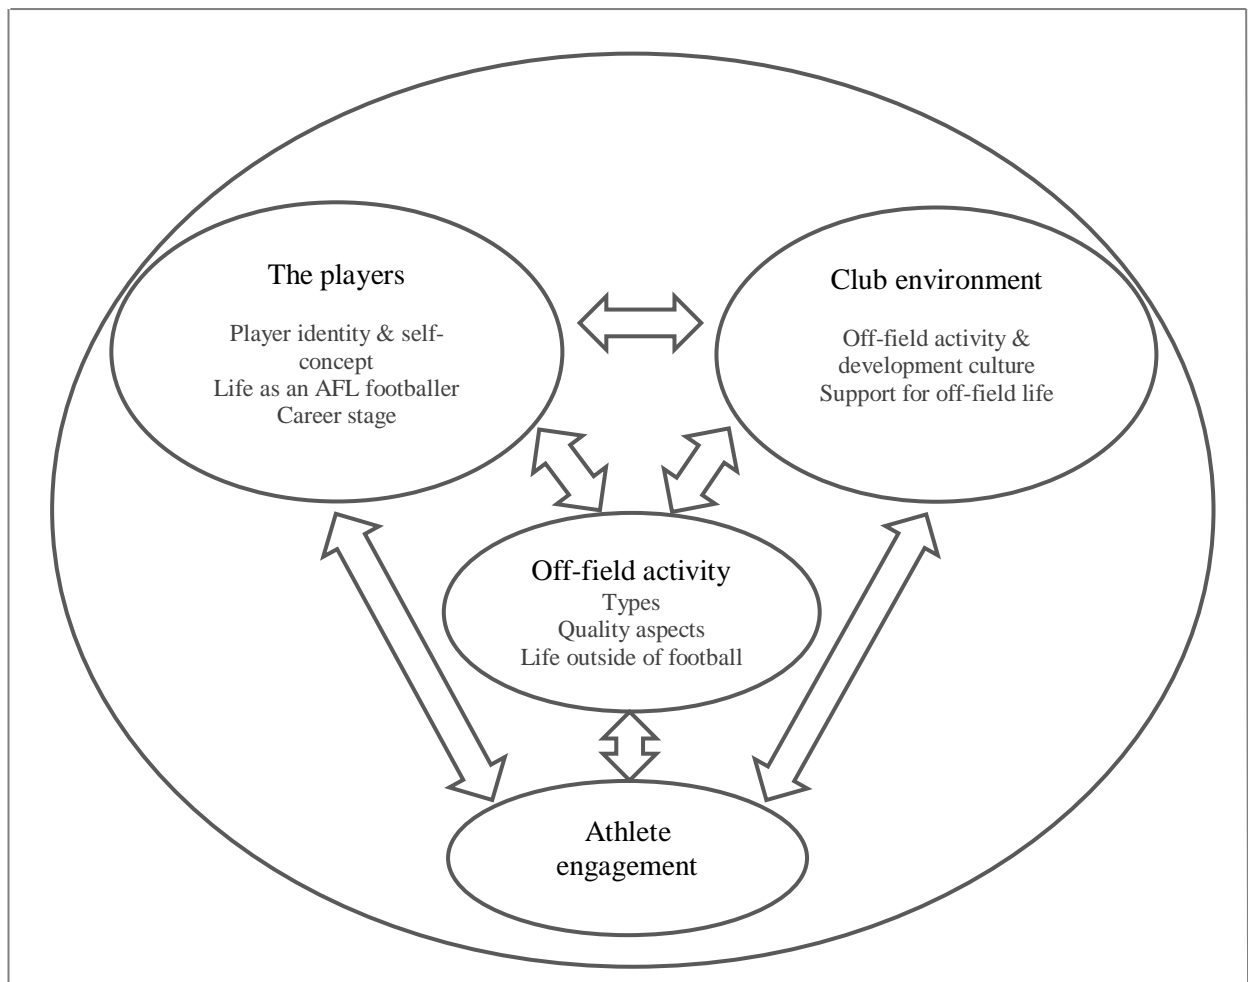 The players
Player identity & self-
concept
Life as an AFL footballer
Career stage
Club environment
Off-field activity &
development culture
Support for off-field life
Off-field activity
Types
Quality aspects
Life outside of football
Athlete
engagement